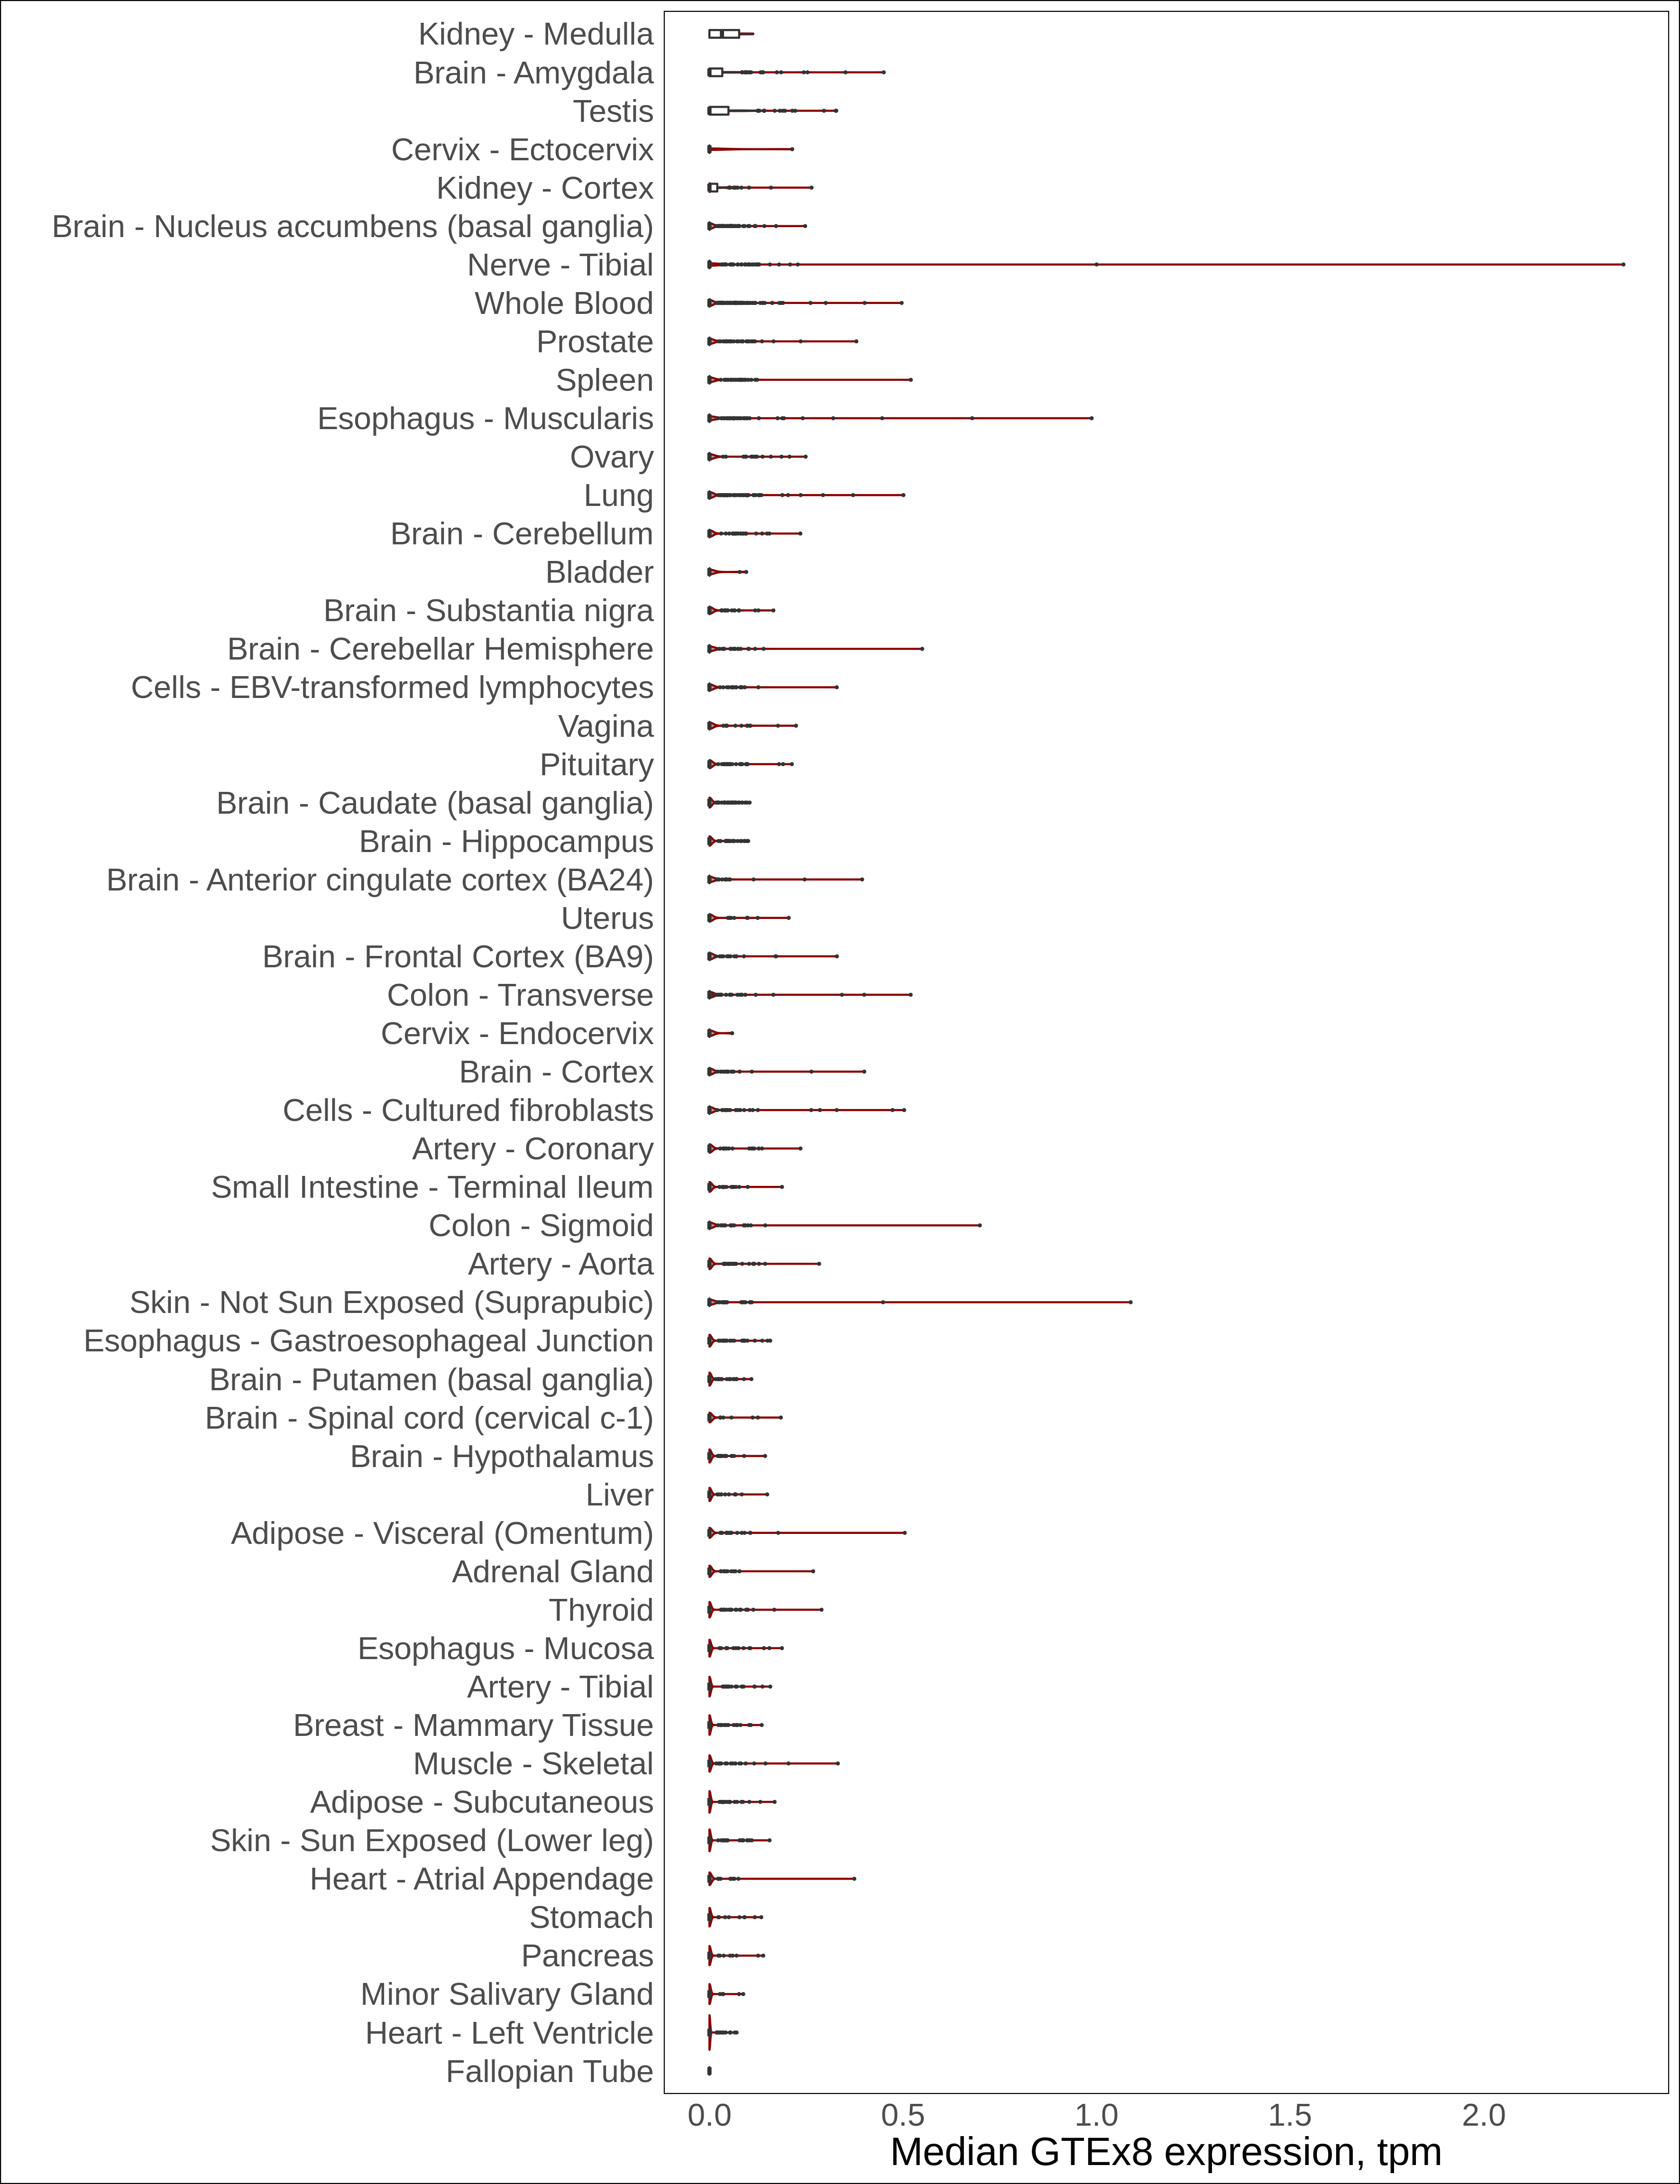 Kidney - Medulla
Brain - Amygdala
Testis
Cervix - Ectocervix
Kidney - Cortex
Brain - Nucleus accumbens (basal ganglia)
Nerve - Tibial
Whole Blood
Prostate
Spleen
Esophagus - Muscularis
Ovary
Lung
Brain - Cerebellum
Bladder
Brain - Substantia nigra
Brain - Cerebellar Hemisphere
Cells - EBV-transformed lymphocytes
Vagina
Pituitary
Brain - Caudate (basal ganglia)
Brain - Hippocampus
Brain - Anterior cingulate cortex (BA24)
Uterus
Brain - Frontal Cortex (BA9)
Colon - Transverse
Cervix - Endocervix
Brain - Cortex
Cells - Cultured fibroblasts
Artery - Coronary
Small Intestine - Terminal Ileum
Colon - Sigmoid
Artery - Aorta
Skin - Not Sun Exposed (Suprapubic)
Esophagus - Gastroesophageal Junction
Brain - Putamen (basal ganglia)
Brain - Spinal cord (cervical c-1)
Brain - Hypothalamus
Liver
Adipose - Visceral (Omentum)
Adrenal Gland
Thyroid
Esophagus - Mucosa
Artery - Tibial
Breast - Mammary Tissue
Muscle - Skeletal
Adipose - Subcutaneous
Skin - Sun Exposed (Lower leg)
Heart - Atrial Appendage
Stomach
Pancreas
Minor Salivary Gland
Heart - Left Ventricle
Fallopian Tube
0.0 0.5 1.0 1.5 2.0
Median GTEx8 expression, tpm